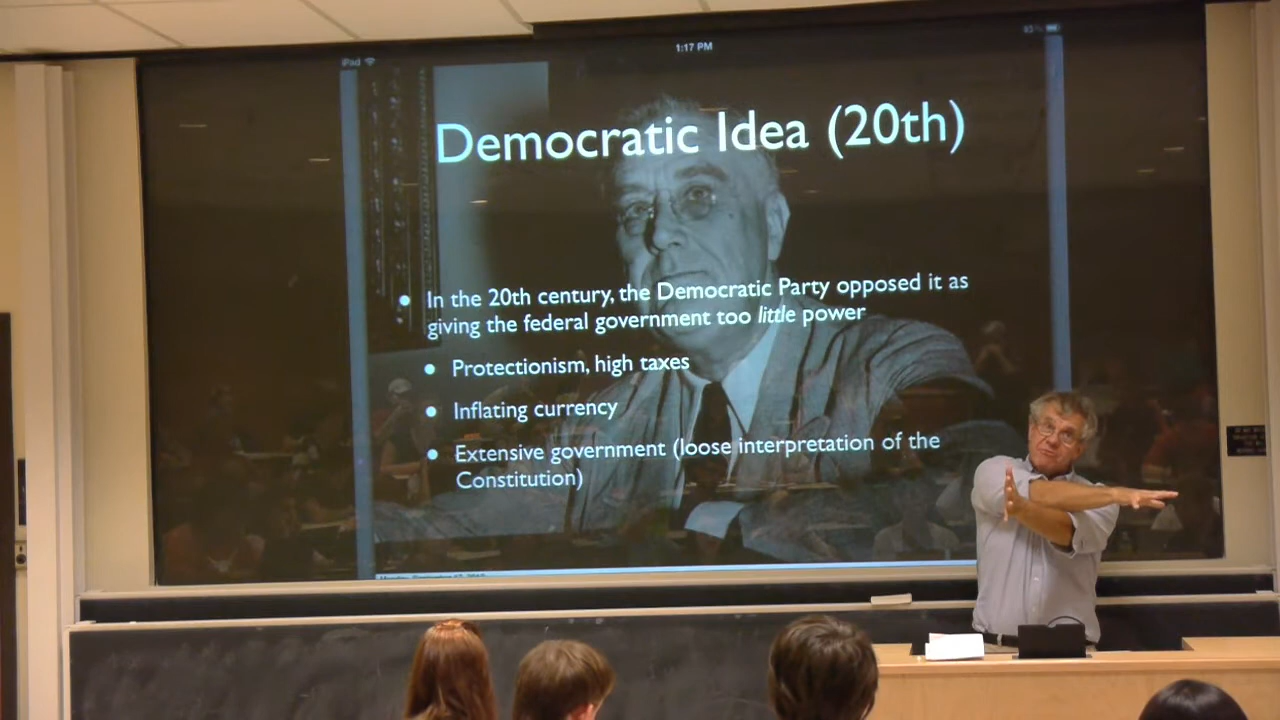 iPad
1:17 PM
Democratic Idea (20th)
• In the 20th century, the Democratic Party opposed it as
giving the federal government too little power
• Protectionism, high taxes
• Inflating currency
• Extensive government (loose interpretation of the
Constitution)